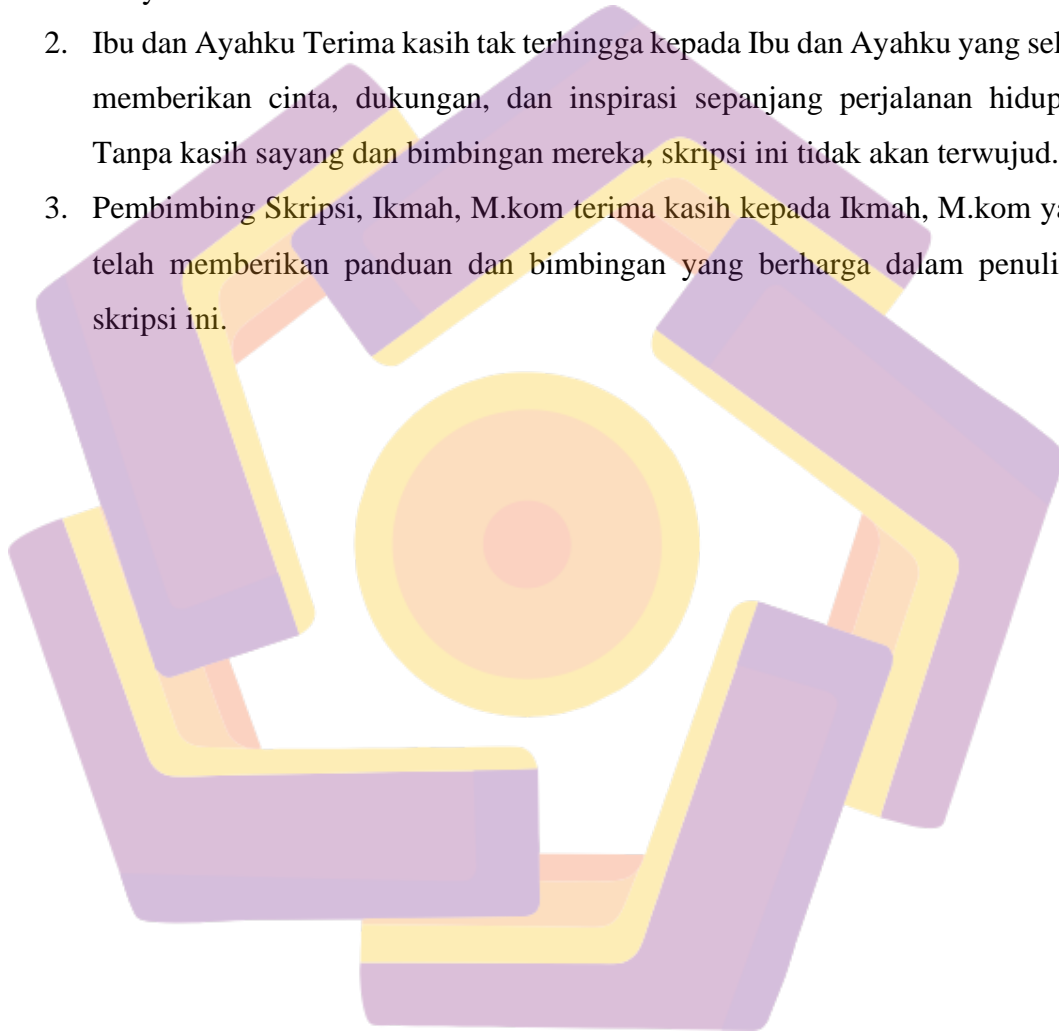 2. Ibu dan Ayahku Terima kasih tak terhingga kepada Ibu dan Ayahku yang sel
memberikan cinta, dukungan, dan inspirasi sepanjang perjalanan hidup
Tanpa kasih sayang dan bimbingan mereka, skripsi ini tidak akan terwujud.
3. Pembimbing Skripsi, Ikmah, M.kom terima kasih kepada Ikmah, M.kom ya
telah memberikan panduan dan bimbingan yang berharga dalam penuli
skripsi ini.